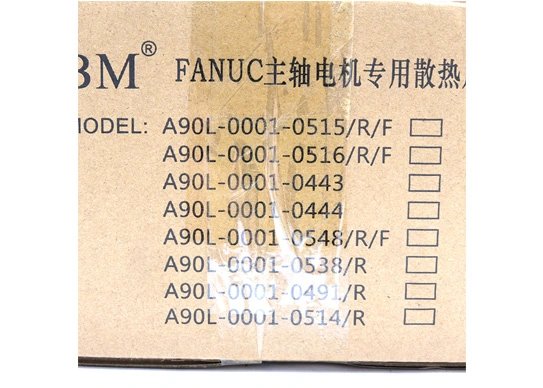 BM®
FANUC主轴电机专用散热
MODEL: A90L-0001-0515/R/F
A90L-0001-0516/R/F
A90L-0001-0443
A90L-0001-0444
A90L-0001-0548/R/F
A90L-0001-0538/R
A90L-0001-0491/R
A90L-0001-0514/R